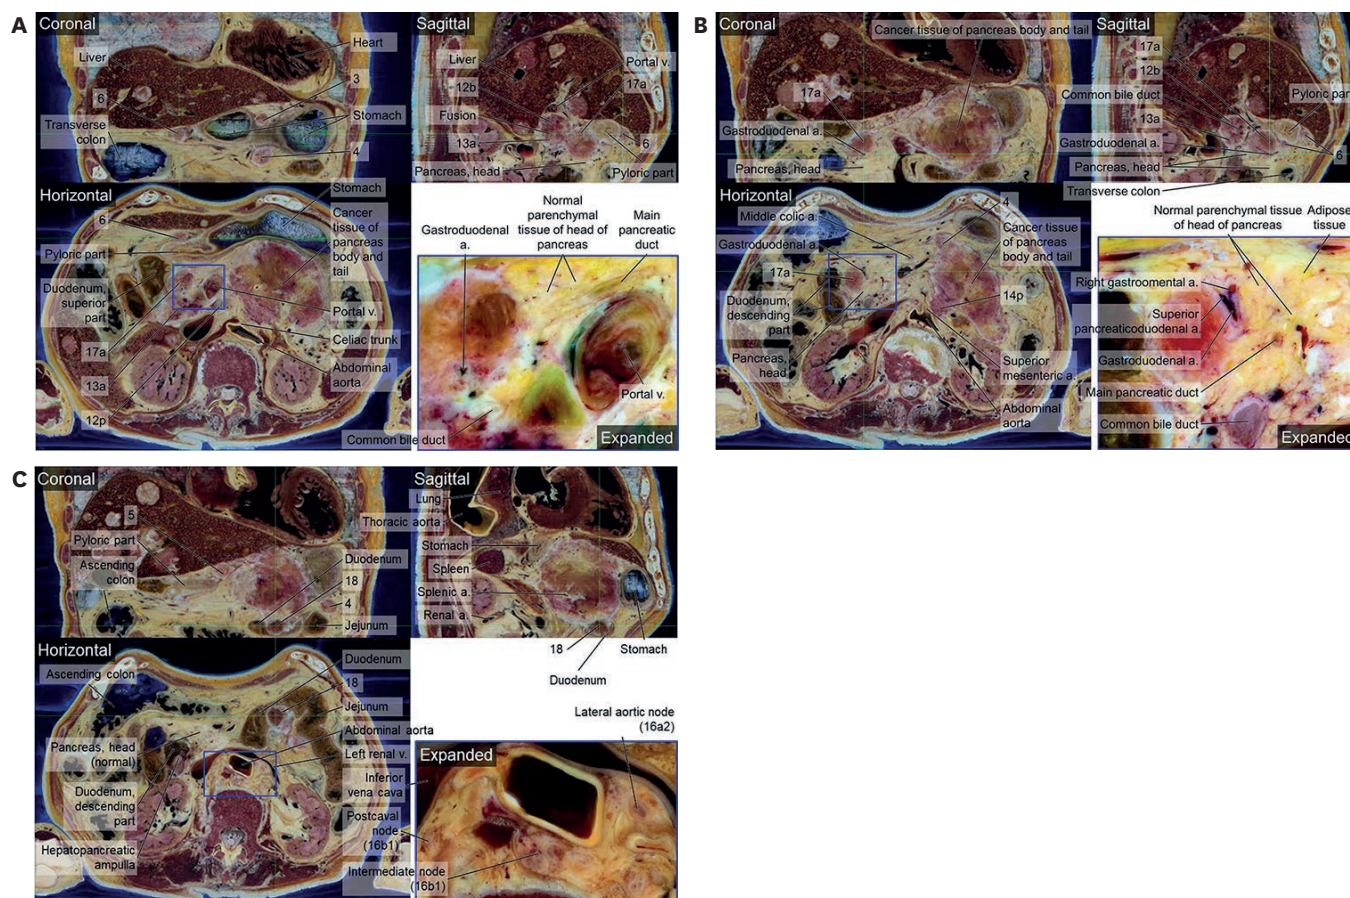 A
Coronal
Heart
Liver
3
6
Stomach
Transverse
colon
4
Sagittal
Portal v.
Liver
12b
17a
Fusion
13a
6
Pancreas, head
Pyloric part
Horizontal
Stomach
6
Cancer
tissue of
pancreas
body and
tail
Pyloric part
Duodenum,
superior
part
Portal v.
Celiac trunk
17a
Abdominal
aorta
13a
12p
Normal
parenchymal
tissue of head of
pancreas
Main
pancreatic
duct
Gastroduodenal
a.
Portal v.
Common bile duct
Expanded
B
Coronal
Cancer tissue of pancreas body and tail
17a
Gastroduodenal a.
Pancreas, head
Sagittal
17a
12b
Common bile duct
Pyloric part
13a
Gastroduodenal a.
6
Pancreas, head
Transverse colon
Horizontal
4
Middle colic a.
Cancer tissue
of pancreas
body and tail
Gastroduodenal a.
17a
14p
Duodenum,
descending
part
Pancreas,
head
Superior
mesenteric a.
Abdominal
aorta
Normal parenchymal tissue
of head of pancreas
Adipose
tissue
Right gastroomental a.
Superior
pancreaticoduodenal a.
Gastroduodenal a.
Main pancreatic duct
Common bile duct
Expanded
C
Coronal
5
Pyloric part
Ascending
colon
Duodenum
18
4
Jejunum
Sagittal
Lung
Thoracic aorta
Stomach
Spleen
Splenic a.
Renal a.
18
Stomach
Duodenum
Horizontal
Duodenum
Ascending colon
18
Jejunum
Abdominal aorta
Pancreas, head
(normal)
Left renal v.
Duodenum,
descending
part
Hepatopancreatic
ampulla
Lateral aortic node
(16a2)
Expanded
Inferior
vena cava
Postcaval
node
(16b1)
Intermediate node
(16b1)